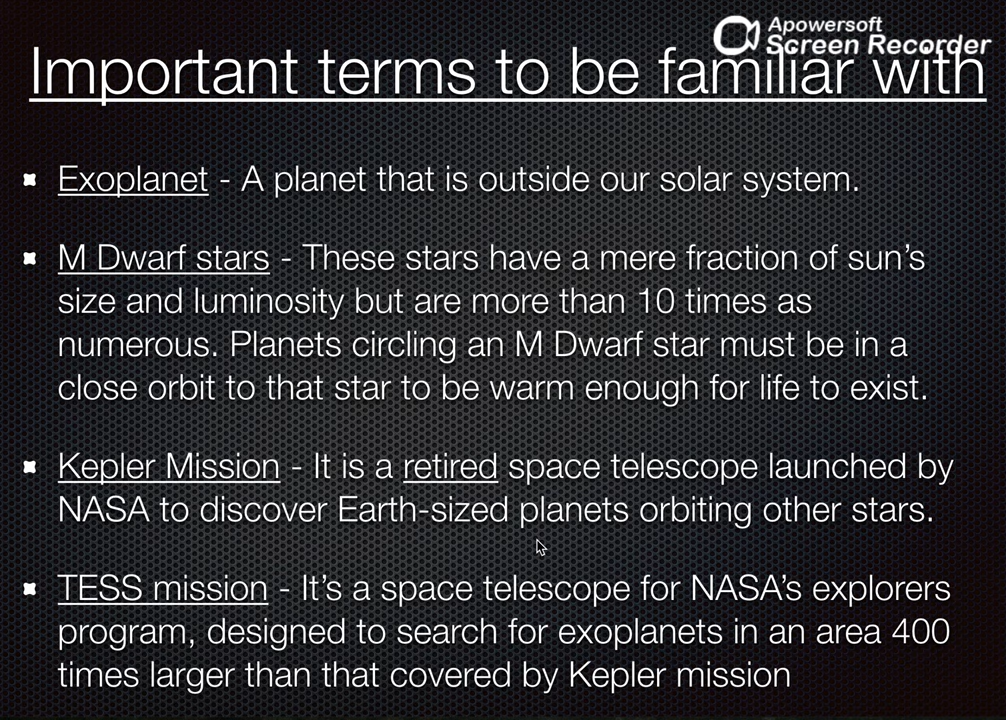 Apowersoft
Screen Recorder
Important terms to be familiar with
Exoplanet - A planet that is outside our solar system.
M Dwarf stars - These stars have a mere fraction of sun's
size and luminosity but are more than 10 times as
numerous. Planets circling an M Dwarf star must be in a
close orbit to that star to be warm enough for life to exist.
Kepler Mission - It is a retired space telescope launched by
NASA to discover Earth-sized planets orbiting other stars.
TESS mission - It's a space telescope for NASA's explorers
program, designed to search for exoplanets in an area 400
times larger than that covered by Kepler mission